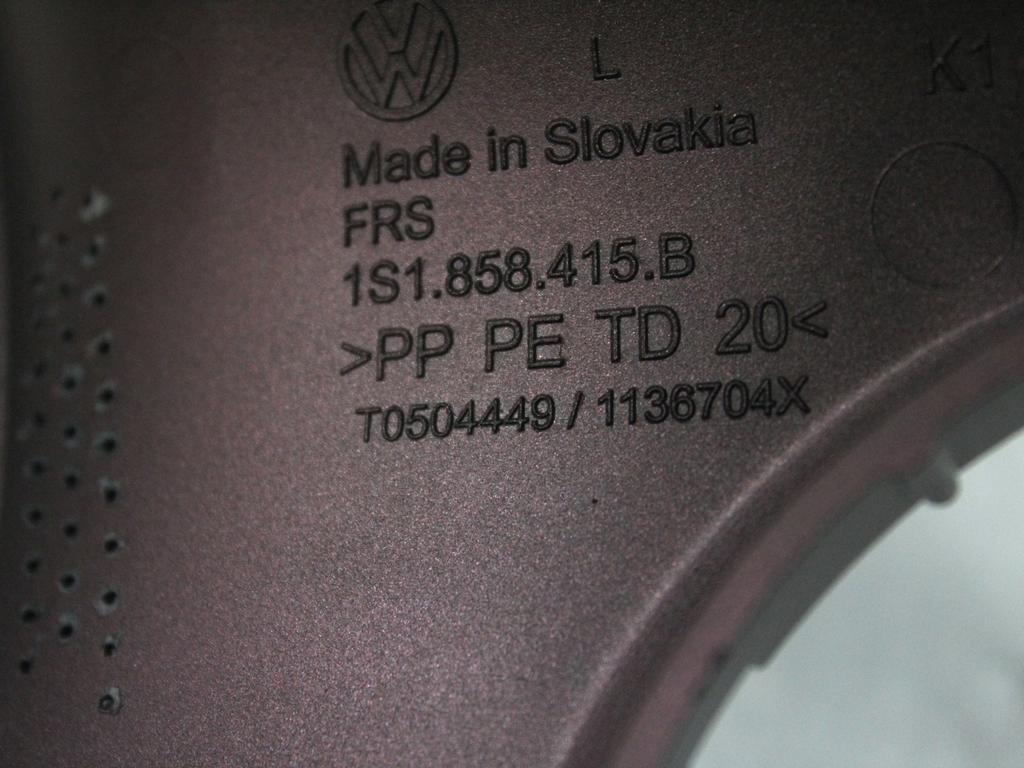 L
K1
Made in Slovakia
FRS
1S1.858.415.B
>PP PE TD 20<
T0504449 / 1136704X